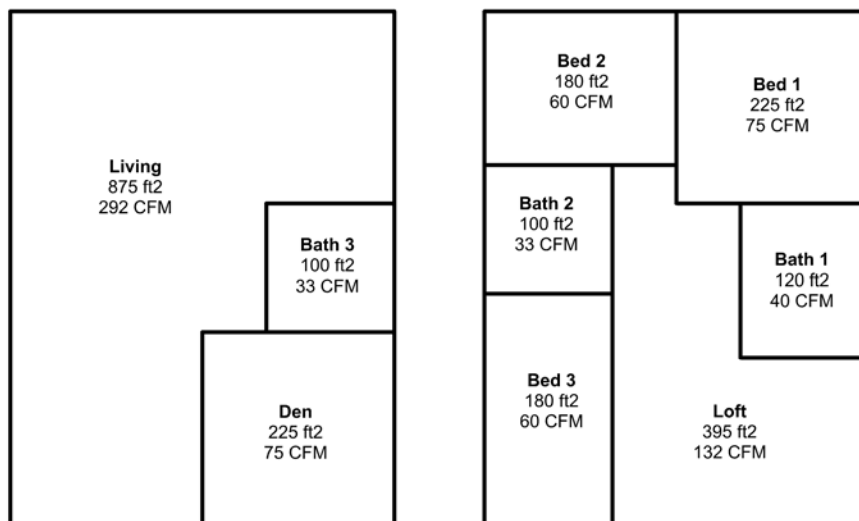 Living
875 ft2
292 CFM
Bath 3
100 ft2
33 CFM
Den
225 ft2
75 CFM
Bed 2
180 ft2
60 CFM
Bed 1
225 ft2
75 CFM
Bath 2
100 ft2
33 CFM
Bath 1
120 ft2
40 CFM
Bed 3
180 ft2
60 CFM
Loft
395 ft2
132 CFM